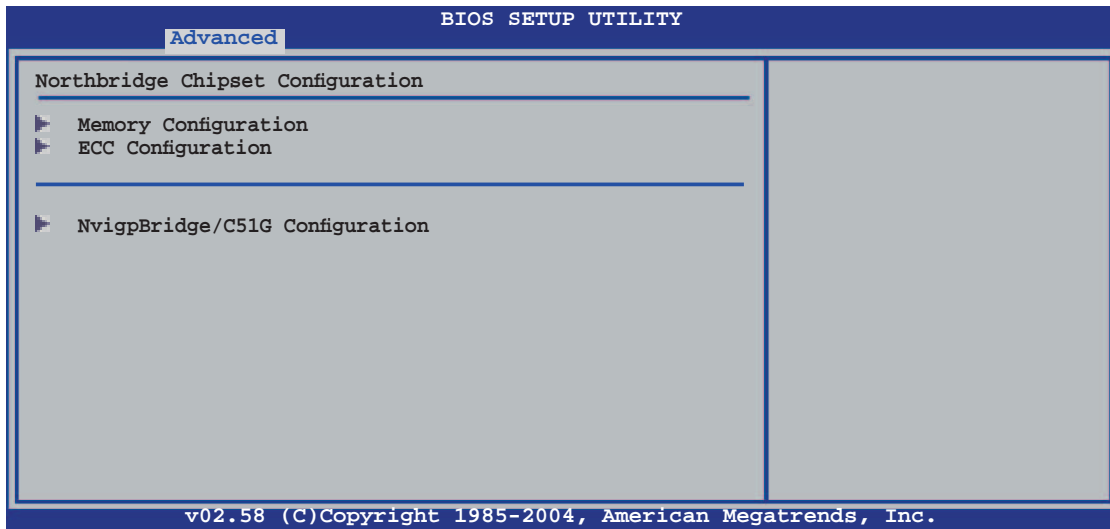 BIOS SETUP UTILITY
Advanced
Northbridge Chipset Configuration
Memory Configuration
ECC Configuration
NvigpBridge/C51G Configuration
v02.58 (C)Copyright 1985-2004, American Megatrends, Inc.